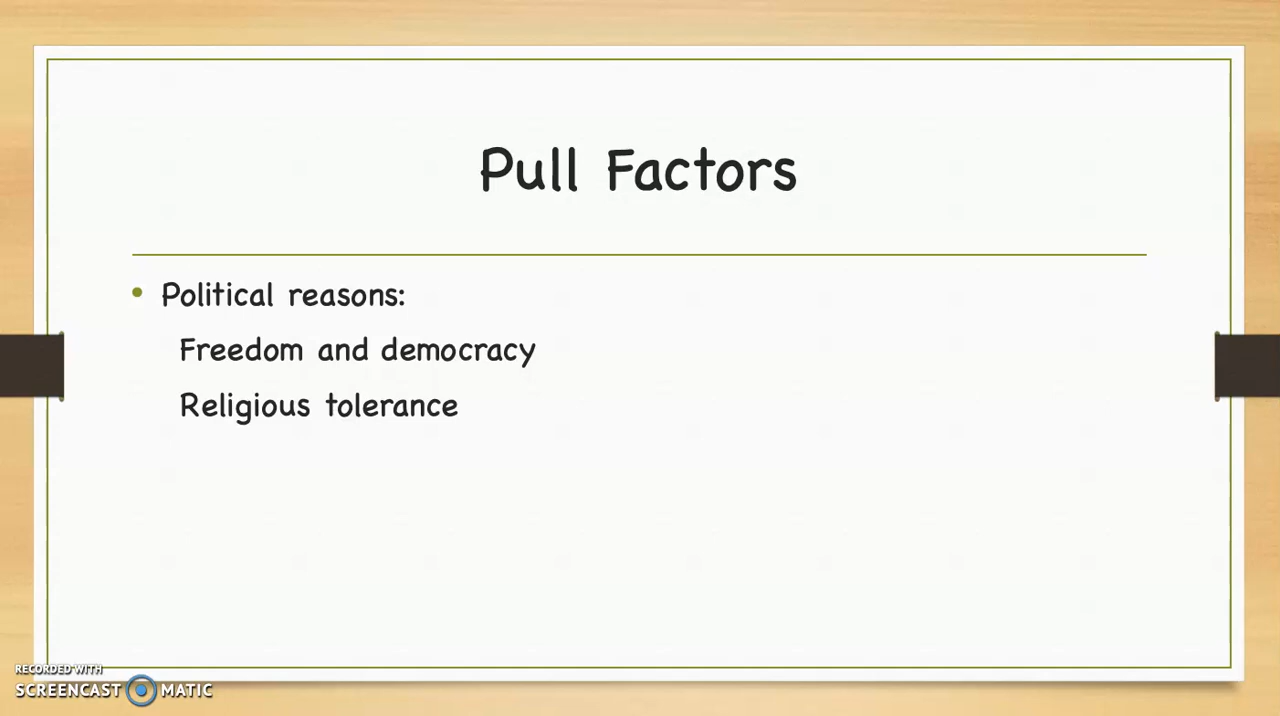 Pull Factors
• Political reasons:
Freedom and democracy
Religious tolerance
RECORDED WITH
SCREENCAST MATIC